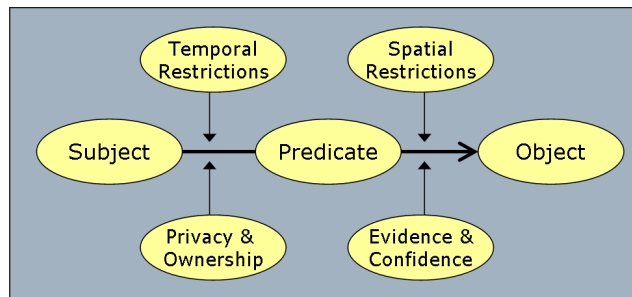 Temporal
Restrictions
Spatial
Restrictions
Subject
Predicate
Object
Privacy &
Ownership
Evidence &
Confidence